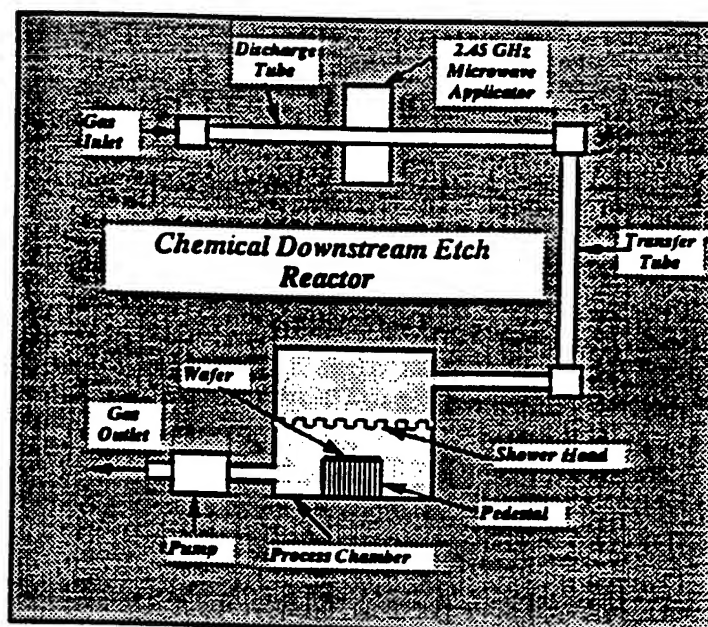 Discharge
Tube
2.45 GHz
Microwave
Applicator
Gas
Inlet
Chemical Downstream Etch
Reactor
Transfer
Tube
Wafer
Gas
Outlet
Shower Head
Pedestal
Pump
Process Chamber